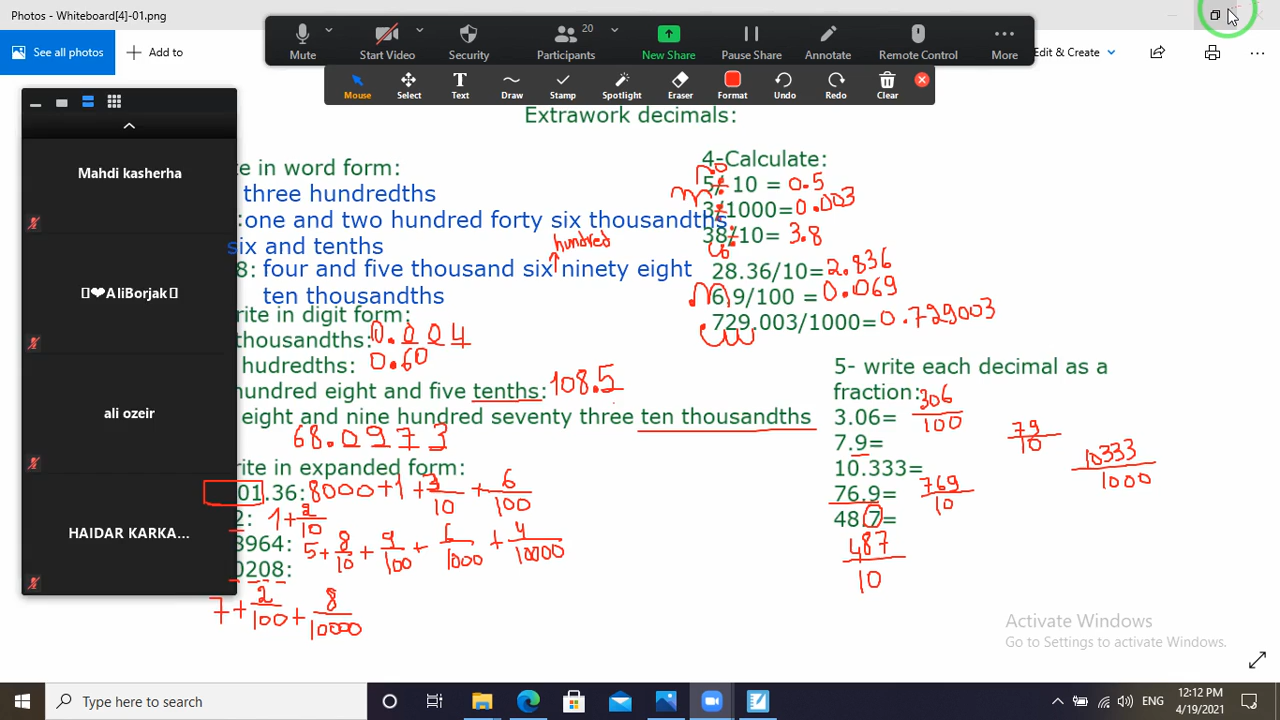 Photos - Whiteboard[4]-01.png
See all photos
Add to
Mute
Start Video
Security
20
Participants
New Share
Pause Share
Annotate
Remote Control
More
Edit & Create
Mouse
Select
Text
Draw
Stamp
Spotlight
Eraser
Format
Undo
Redo
Clear
Mahdi kasherha
❤AliBorjak
ali ozeir
HAIDAR KARKA...
Extrawork decimals:
te in word form:
three hundredths
:one and two hundred forty six thousandths
six and tenths
hundred
8: four and five thousand six ninety eight
ten thousandths
rite in digit form:
thousandths: 0.004
hudredths: 0.60
hundred eight and five tenths: 108.5
eight and nine hundred seventy three ten thousandths
68.0973
rite in expanded form:
01.36: 8000+1+3/10+6/100
2: 1+2/10
8964: 5+8/10+9/100+6/1000+4/10000
0208:
7+2/100+8/10000
4-Calculate:
5/10 = 0.5
3/1000= 0.003
38/10= 3.8
28.36/10= 2.836
6.9/100 = 0.069
729.003/1000= 0.729003
5- write each decimal as a
fraction:
3.06= 306/100
7.9= 79/10
10.333= 10333/1000
76.9= 769/10
48.7=
487/10
Activate Windows
Go to Settings to activate Windows.
Type here to search
ENG
12:12 PM
4/19/2021